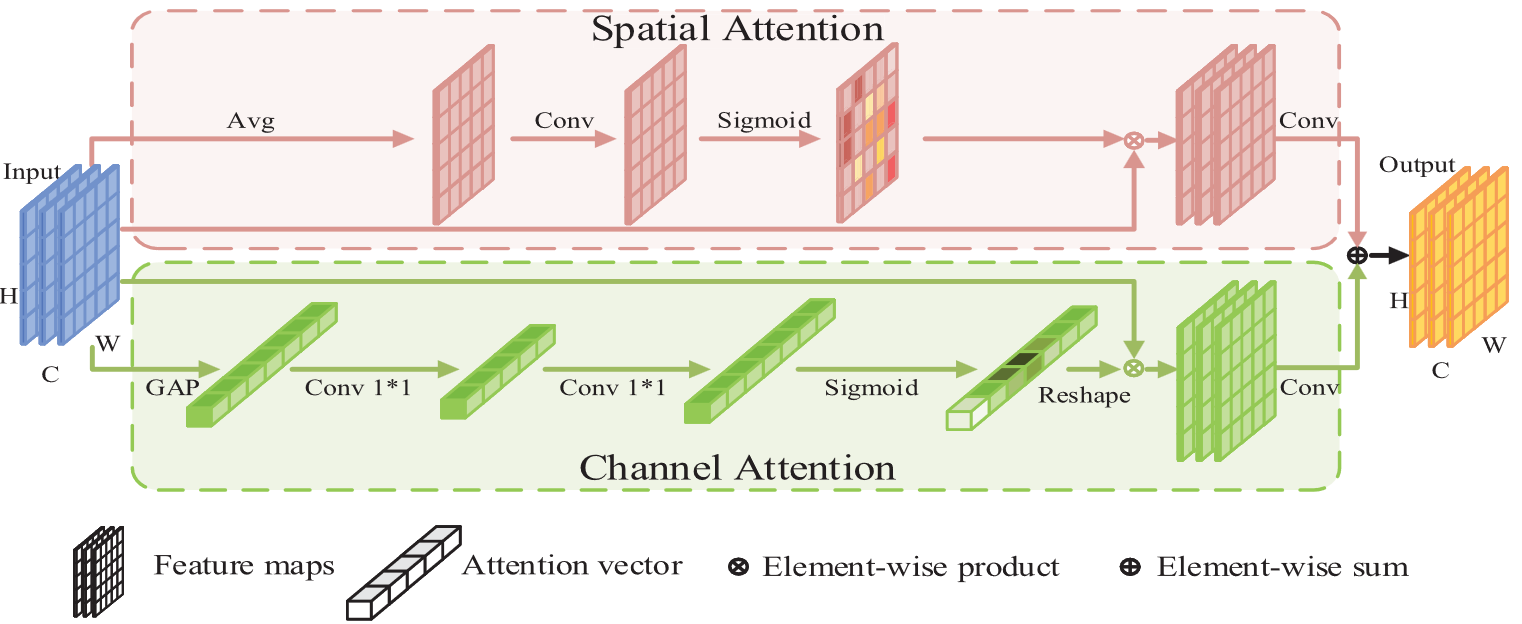 Spatial Attention
Avg
Conv
Sigmoid
Conv
Input
Output
H
W
C
H
W
C
GAP
Conv 1*1
Conv 1*1
Sigmoid
Reshape
Conv
Channel Attention
Feature maps
Attention vector
Element-wise product
Element-wise sum